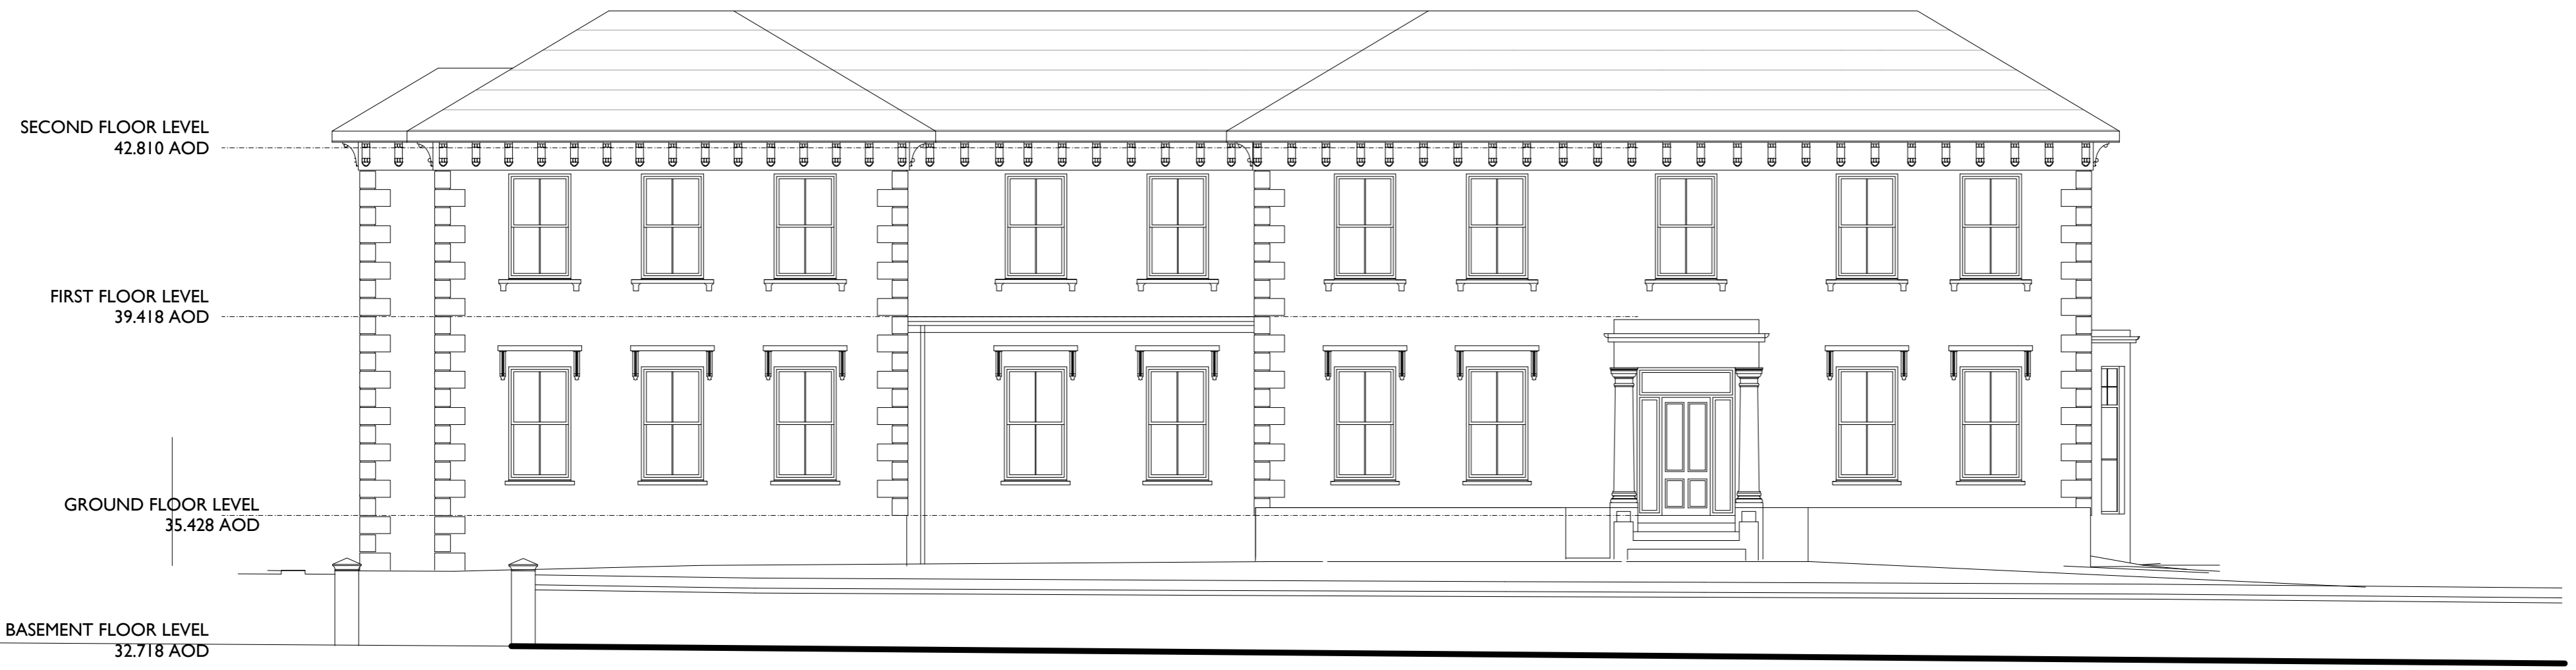 SECOND FLOOR LEVEL
42.810 AOD
FIRST FLOOR LEVEL
39.418 AOD
GROUND FLOOR LEVEL
35.428 AOD
BASEMENT FLOOR LEVEL
32.718 AOD